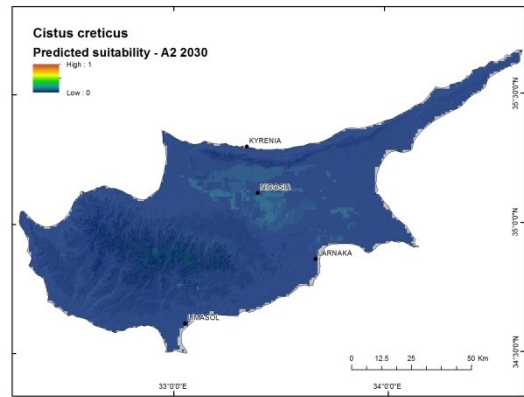 Cistus creticus
Predicted suitability - A2 2030
High : 1
Low : 0
KYRENIA
NICOSIA
LARNAKA
LIMASOL
35°30'0"N
35°0'0"N
34°30'0"N
0 12.5 25 50 Km
33°0'0"E 34°0'0"E